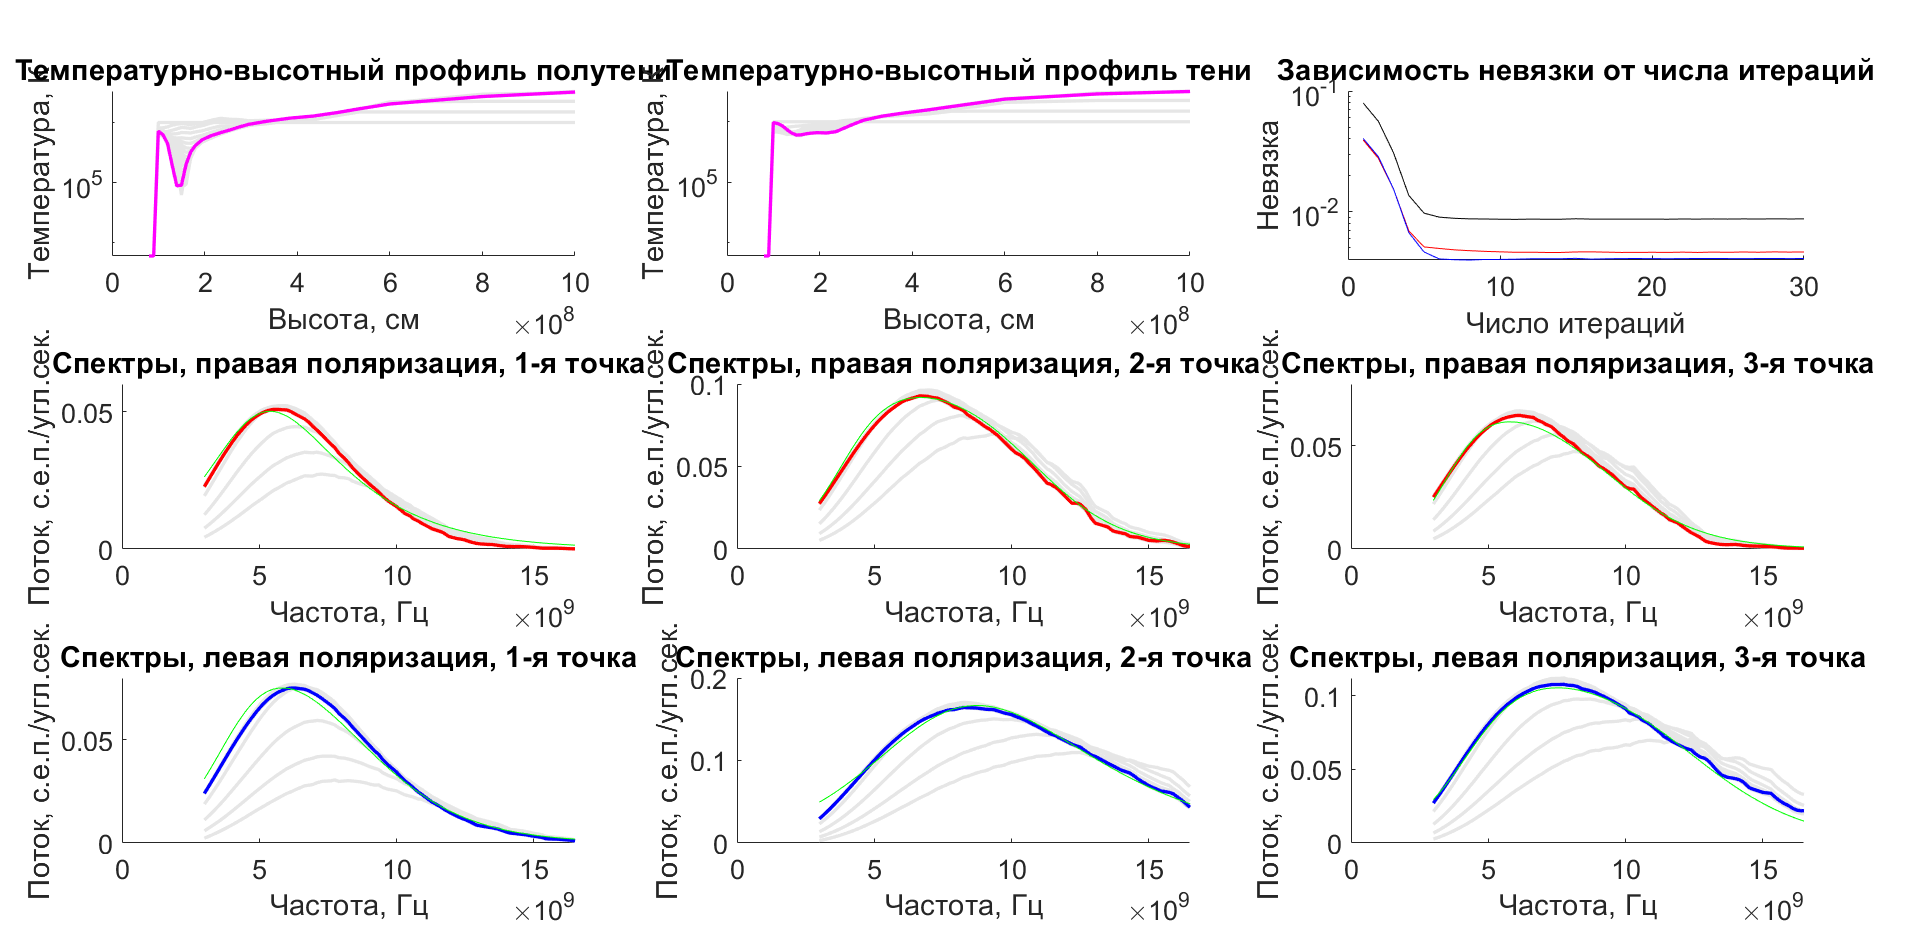 Температурно-высотный профиль полутени
Температура, К
10^5
0 2 4 6 8 10
×10^8
Высота, см
Температурно-высотный профиль тени
Температура, К
10^5
0 2 4 6 8 10
×10^8
Высота, см
Зависимость невязки от числа итераций
Невязка
10^-1
10^-2
0 10 20 30
Число итераций
Спектры, правая поляризация, 1-я точка
Поток, с.е.п./угл.сек.
0.05
0
0 5 10 15
×10^9
Частота, Гц
Спектры, правая поляризация, 2-я точка
Поток, с.е.п./угл.сек.
0.1
0.05
0
0 5 10 15
×10^9
Частота, Гц
Спектры, правая поляризация, 3-я точка
Поток, с.е.п./угл.сек.
0.05
0
0 5 10 15
×10^9
Частота, Гц
Спектры, левая поляризация, 1-я точка
Поток, с.е.п./угл.сек.
0.05
0
0 5 10 15
×10^9
Частота, Гц
Спектры, левая поляризация, 2-я точка
Поток, с.е.п./угл.сек.
0.2
0.1
0
0 5 10 15
×10^9
Частота, Гц
Спектры, левая поляризация, 3-я точка
Поток, с.е.п./угл.сек.
0.1
0.05
0
0 5 10 15
×10^9
Частота, Гц